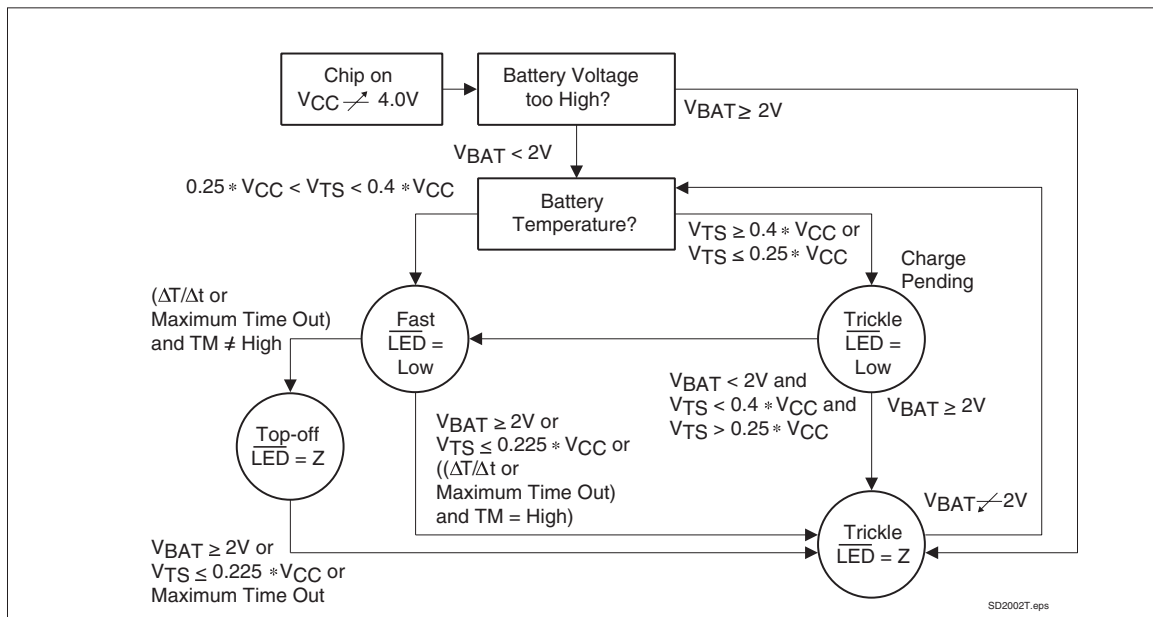 Chip on
VCC 4.0V
Battery Voltage
too High?
VBAT ≥ 2V
VBAT < 2V
0.25 * VCC < VTS < 0.4 * VCC
Battery
Temperature?
VTS ≥ 0.4 * VCC or
VTS ≤ 0.25 * VCC
Charge
Pending
(ΔT/Δt or
Maximum Time Out)
and TM ≠ High
Fast
LED =
Low
Trickle
LED =
Low
VBAT < 2V and
VTS < 0.4 * VCC and
VTS > 0.25 * VCC
VBAT ≥ 2V
Top-off
LED = Z
VBAT ≥ 2V or
VTS ≤ 0.225 * VCC or
((ΔT/Δt or
Maximum Time Out)
and TM = High)
VBAT 2V
Trickle
LED = Z
VBAT ≥ 2V or
VTS ≤ 0.225 * VCC or
Maximum Time Out
SD2002T.eps